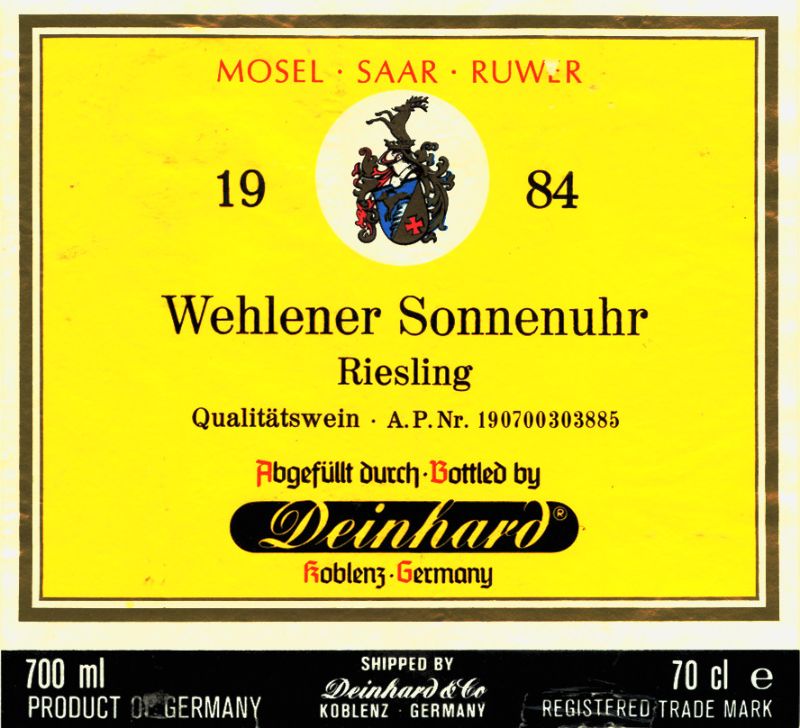 MOSEL · SAAR · RUWER
19 84
Wehlener Sonnenuhr
Riesling
Qualitätswein · A.P.Nr. 190700303885
Abgefüllt durch · Bottled by
Deinhard®
Koblenz · Germany
700 ml
PRODUCT OF GERMANY
SHIPPED BY
Deinhard & Co
KOBLENZ · GERMANY
70 cl e
REGISTERED TRADE MARK